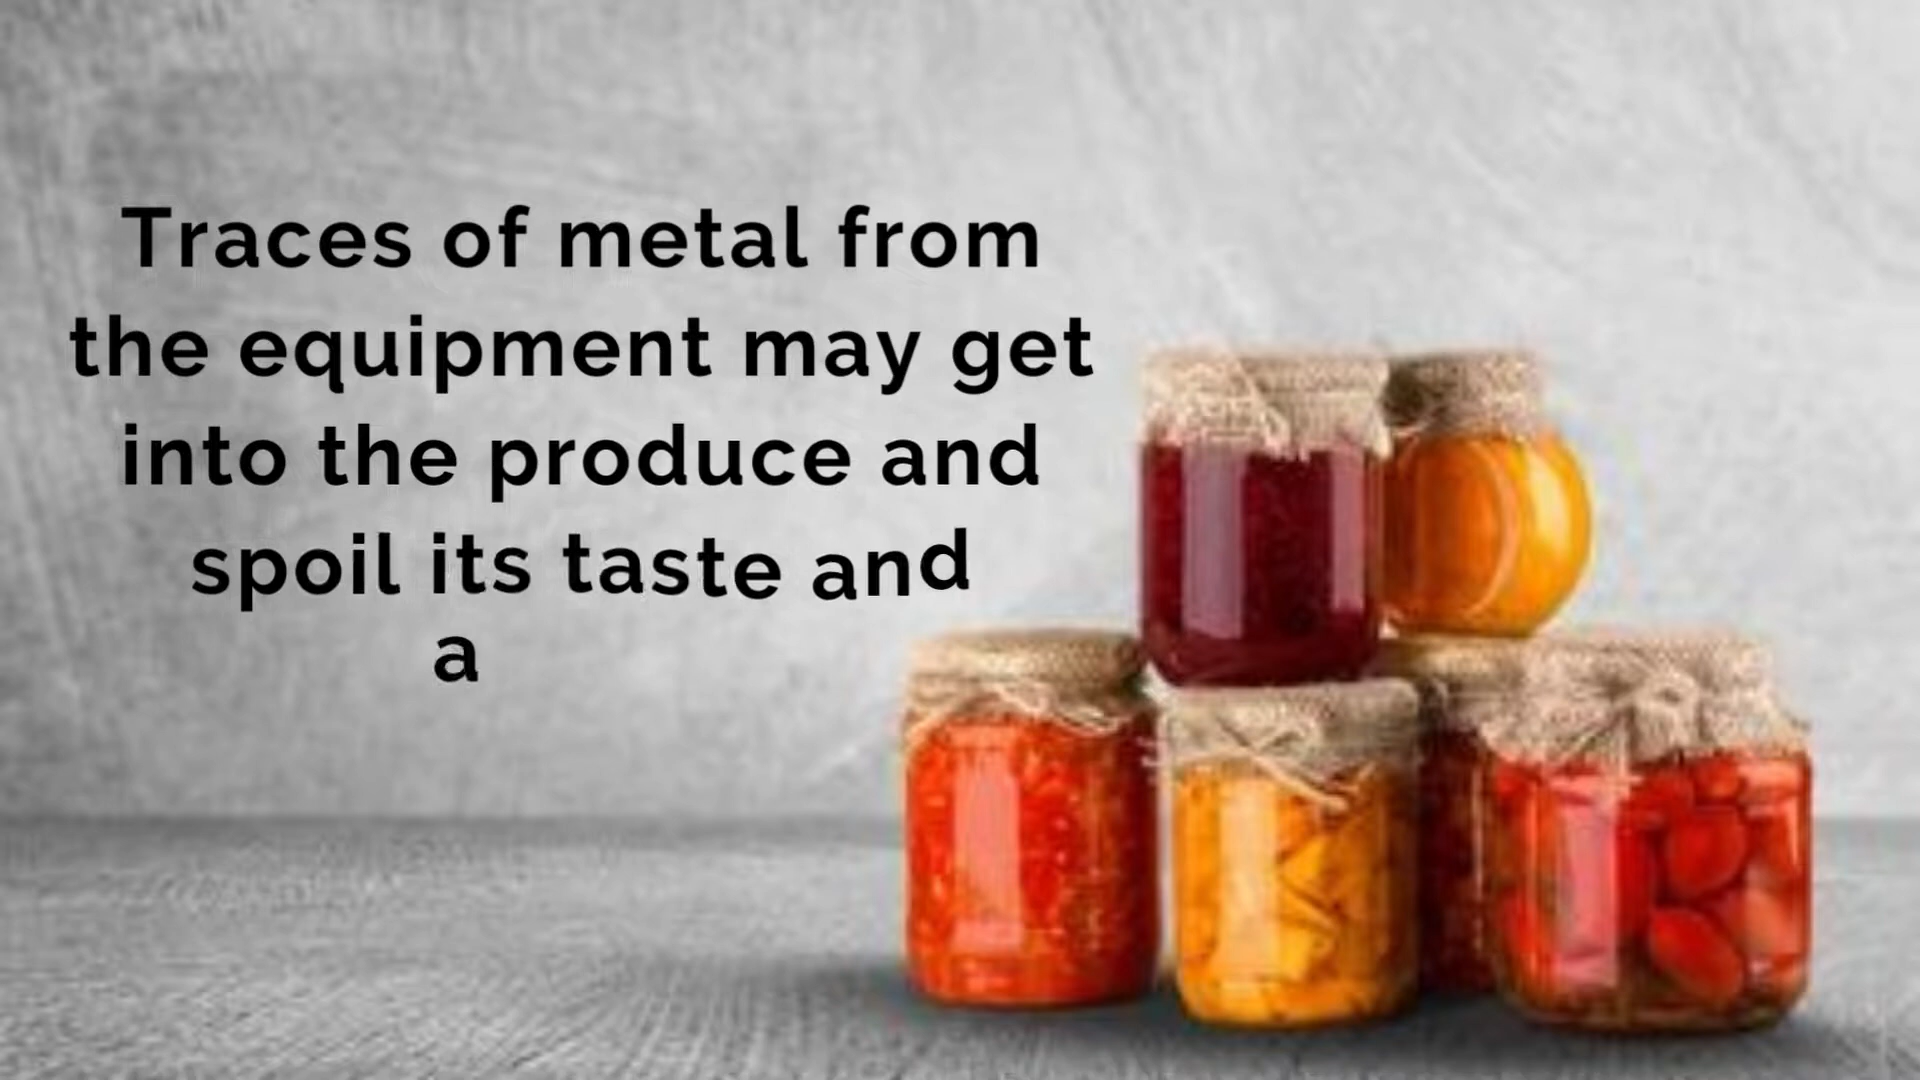 Traces of metal from
the equipment may get
into the produce and
spoil its taste and
a